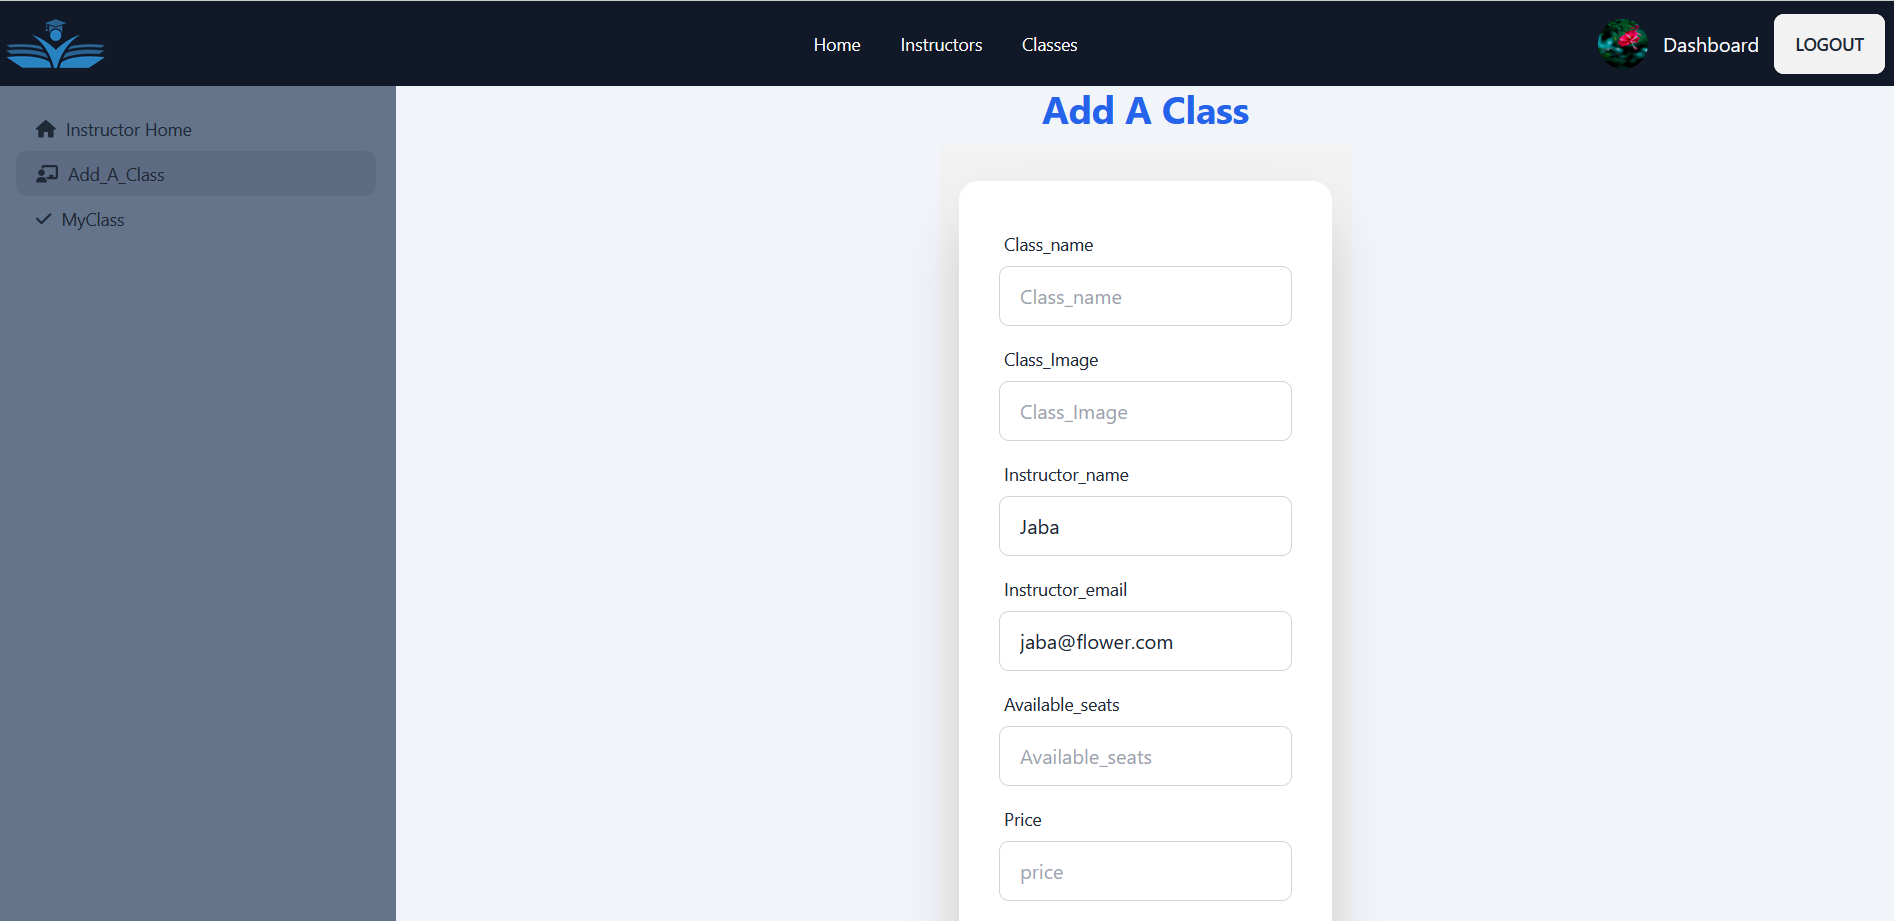 Home Instructors Classes Dashboard LOGOUT
Instructor Home
Add_A_Class
MyClass
Add A Class
Class_name
Class_name
Class_Image
Class_Image
Instructor_name
Jaba
Instructor_email
jaba@flower.com
Available_seats
Available_seats
Price
price